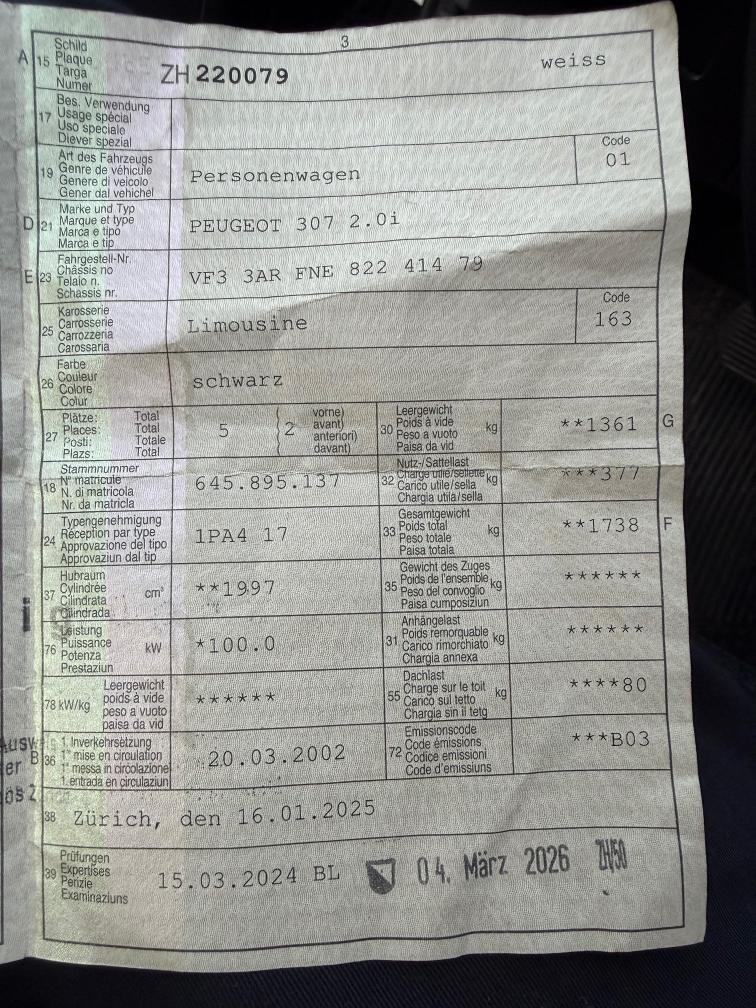 3
A
15
Schild
Plaque
Targa
Numer
ZH 220079
weiss
17
Bes. Verwendung
Usage spécial
Uso speciale
Diever spezial
19
Art des Fahrzeugs
Genre de véhicule
Genere di veicolo
Gener dal vehichel
Personenwagen
Code
01
D
21
Marke und Typ
Marque et type
Marca e tipo
Marca e tip
PEUGEOT 307 2.0i
E
23
Fahrgestell-Nr.
Châssis no
Telaio n.
Schassis nr.
VF3 3AR FNE 822 414 79
25
Karosserie
Carrosserie
Carrozzeria
Carossaria
Limousine
Code
163
26
Farbe
Couleur
Colore
Colur
schwarz
27
Plätze: Total
Places: Total
Posti: Totale
Plazs: Total
5
2
vorne)
avant)
anteriori)
davant)
30
Leergewicht
Poids à vide
Peso a vuoto
Paisa da vid
kg
**1361
G
18
Stammnummer
N° matricule
N. di matricola
Nr. da matricla
645.895.137
32
Nutz-/Sattellast
Charge utile/sellette
Carico utile/sella
Chargia utila/sella
kg
***377
24
Typengenehmigung
Réception par type
Approvazione del tipo
Approvaziun dal tip
1PA4 17
33
Gesamtgewicht
Poids total
Peso totale
Paisa totala
kg
**1738
F
37
Hubraum
Cylindrée
Cilindrata
Cilindrada
cm³
**1997
35
Gewicht des Zuges
Poids de l'ensemble
Peso del convoglio
Paisa cumposiziun
kg
******
76
Leistung
Puissance
Potenza
Prestaziun
kW
*100.0
31
Anhängelast
Poids remorquable
Carico rimorchiato
Chargia annexa
kg
******
78 kW/kg
Leergewicht
poids à vide
peso a vuoto
paisa da vid
******
55
Dachlast
Charge sur le toit
Carico sul tetto
Chargia sin il tetg
kg
****80
B
36
1. Inverkehrsetzung
1re mise en circulation
1a messa in circolazione
1. entrada en circulaziun
20.03.2002
72
Emissionscode
Code émissions
Codice emissioni
Code d'emissiuns
***B03
38
Zürich, den 16.01.2025
39
Prüfungen
Expertises
Perizie
Examinaziuns
15.03.2024 BL
04. März 2026
ZH/50